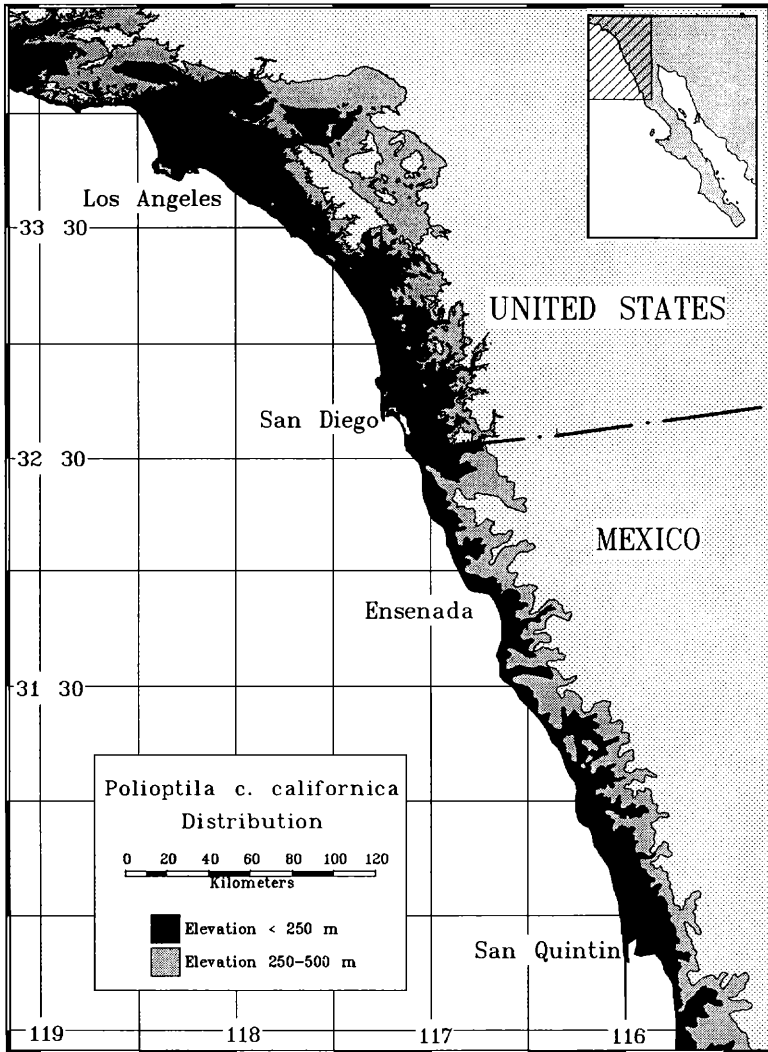 Los Angeles
33 30
UNITED STATES
San Diego
32 30
MEXICO
Ensenada
31 30
Polioptila c. californica
Distribution
0 20 40 60 80 100 120
Kilometers
Elevation < 250 m
Elevation 250-500 m
San Quintin
119 118 117 116